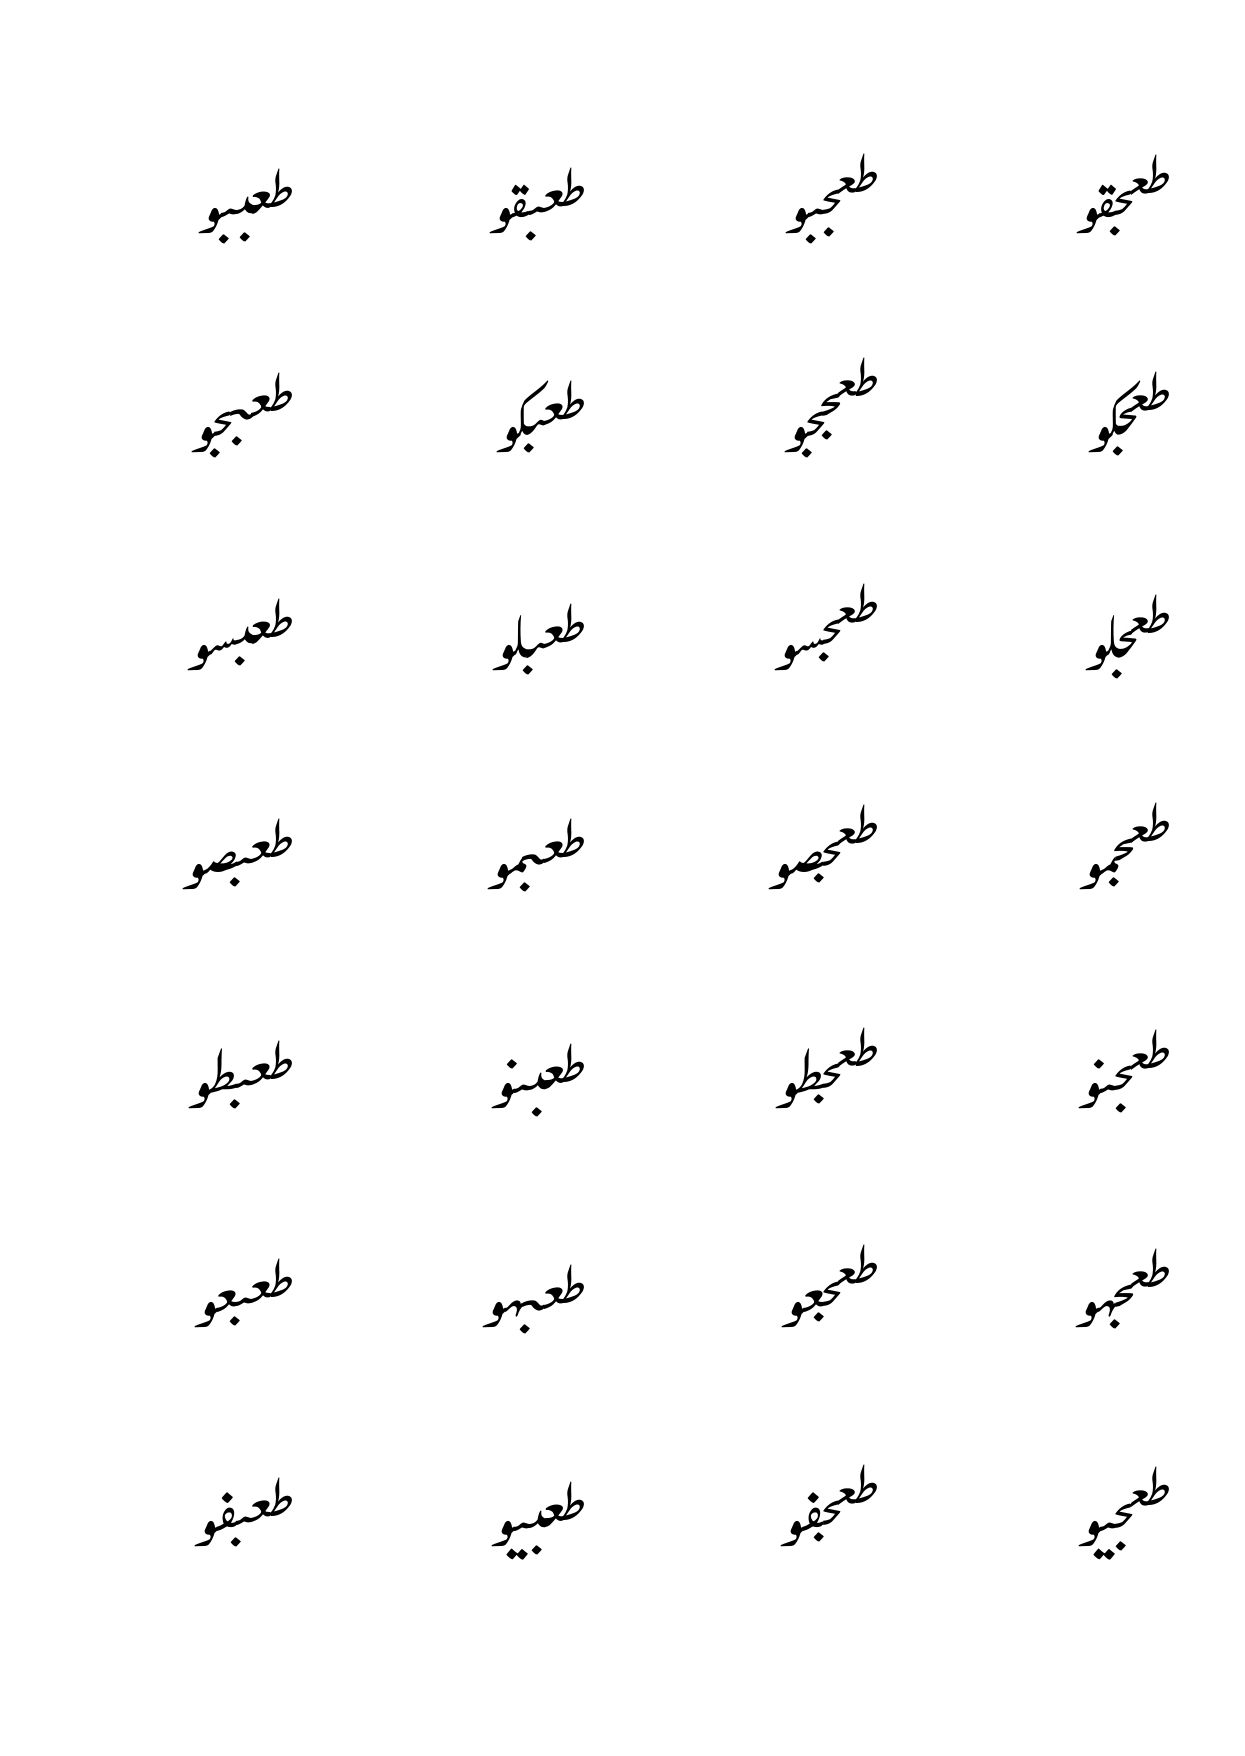 طعجقو طعجبو طعبقو طعببو
طعجكو طعججو طعبكو طعبجو
طعجلو طعجسو طعبلو طعبسو
طعجمو طعجصو طعبمو طعبصو
طعجنو طعجطو طعبنو طعبطو
طعجهو طعجعو طعبهو طعبعو
طعجيو طعجفو طعبيو طعبفو